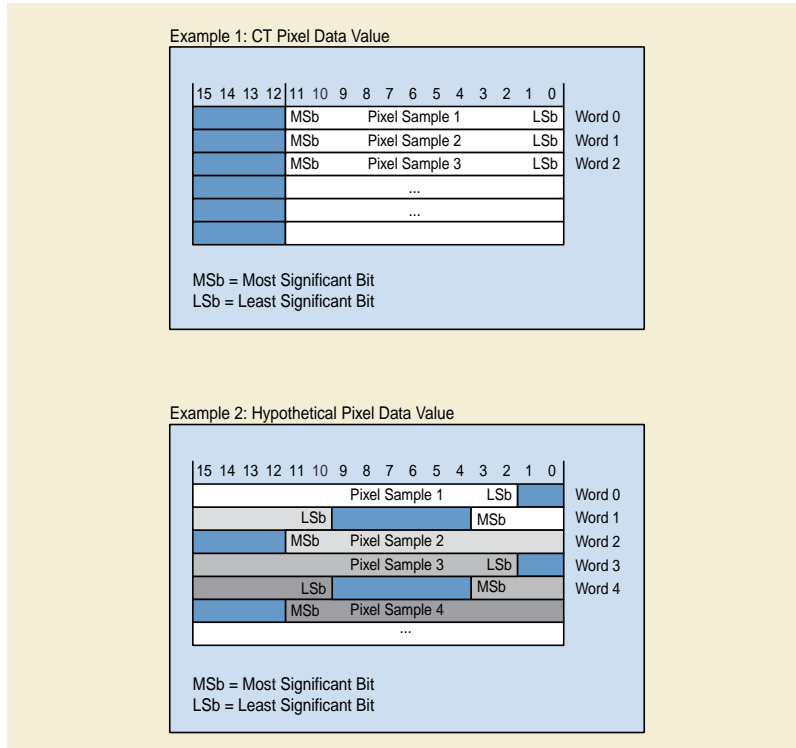 Example 1: CT Pixel Data Value
15 14 13 12 11 10 9 8 7 6 5 4 3 2 1 0
MSb Pixel Sample 1 LSb Word 0
MSb Pixel Sample 2 LSb Word 1
MSb Pixel Sample 3 LSb Word 2
...
...
MSb = Most Significant Bit
LSb = Least Significant Bit
Example 2: Hypothetical Pixel Data Value
15 14 13 12 11 10 9 8 7 6 5 4 3 2 1 0
Pixel Sample 1 LSb Word 0
LSb MSb Word 1
MSb Pixel Sample 2 Word 2
Pixel Sample 3 LSb Word 3
LSb MSb Word 4
MSb Pixel Sample 4
...
MSb = Most Significant Bit
LSb = Least Significant Bit